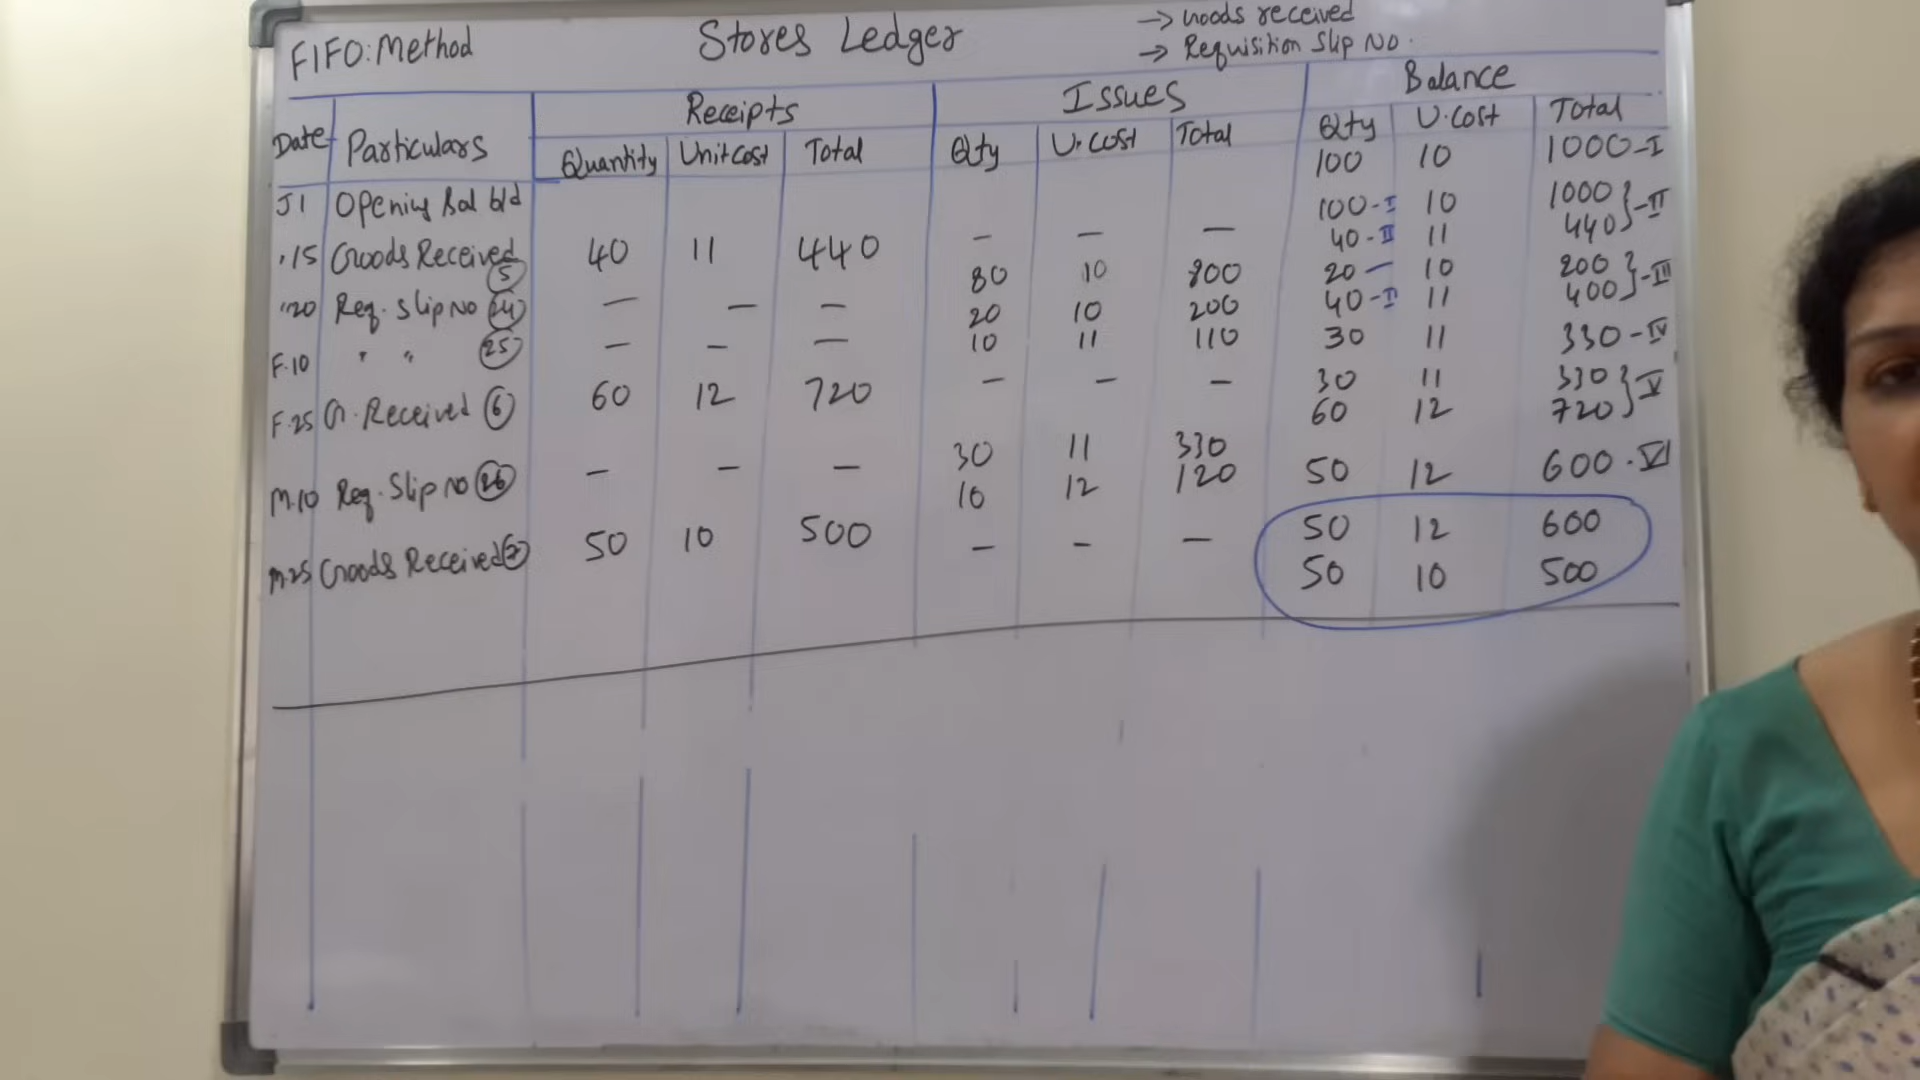 FIFO: Method Stores Ledger → Goods received
→ Requisition Slip No.
Date Particulars Receipts Issues Balance
Quantity Unit cost Total Qty U. cost Total Qty U. cost Total
100 10 1000 - I
J1 Opening bal b/d
100 - I 10 1000 } - II
40 - II 11 440
"15 Goods Received (5) 40 11 440 — — —
"20 Req. Slip No (24) — — — 80 10 800 20 — 10 200 } - III
40 - II 11 400
F.10 " " (25) — — — 20 10 200
10 11 110 30 11 330 - IV
F.25 G. Received (6) 60 12 720 — — — 30 11 330 } - V
60 12 720
M.10 Req. Slip No (26) — — — 30 11 330
10 12 120 50 12 600 - VI
M.25 Goods Received (7) 50 10 500 — — — 50 12 600
50 10 500